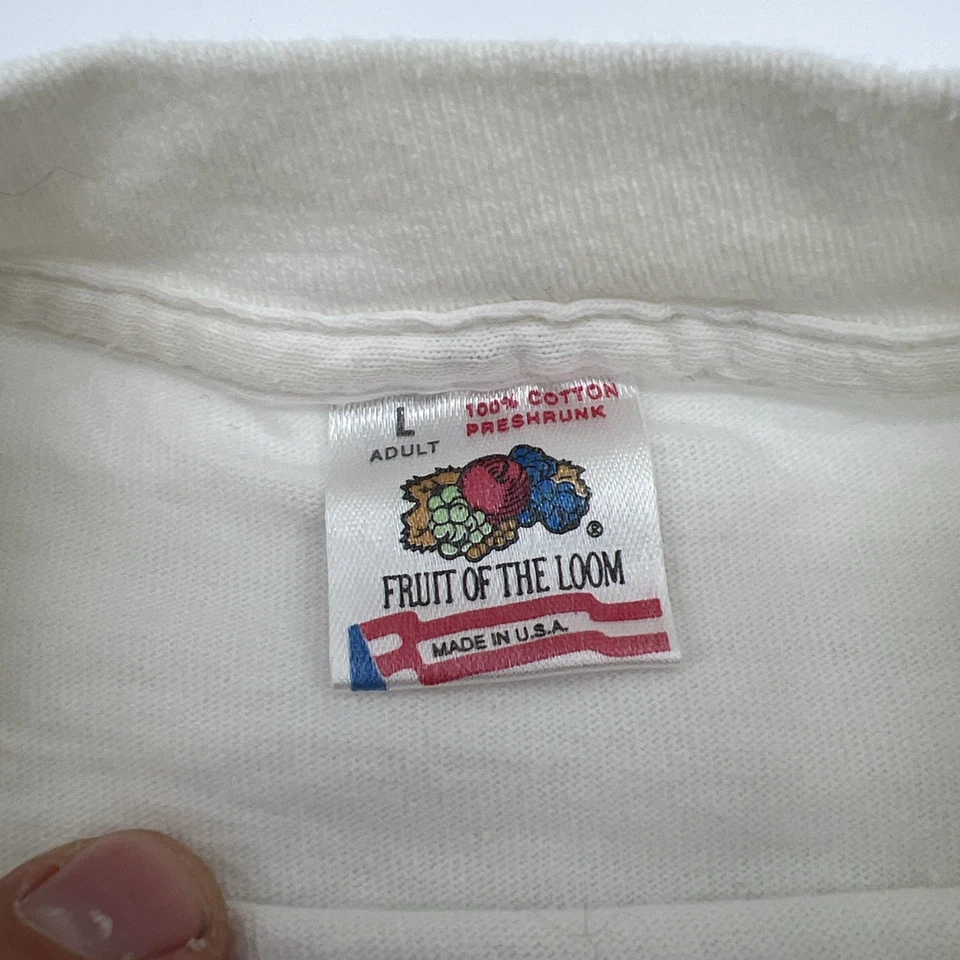 L
ADULT
100% COTTON
PRESHRUNK
®
FRUIT OF THE LOOM
MADE IN U.S.A.